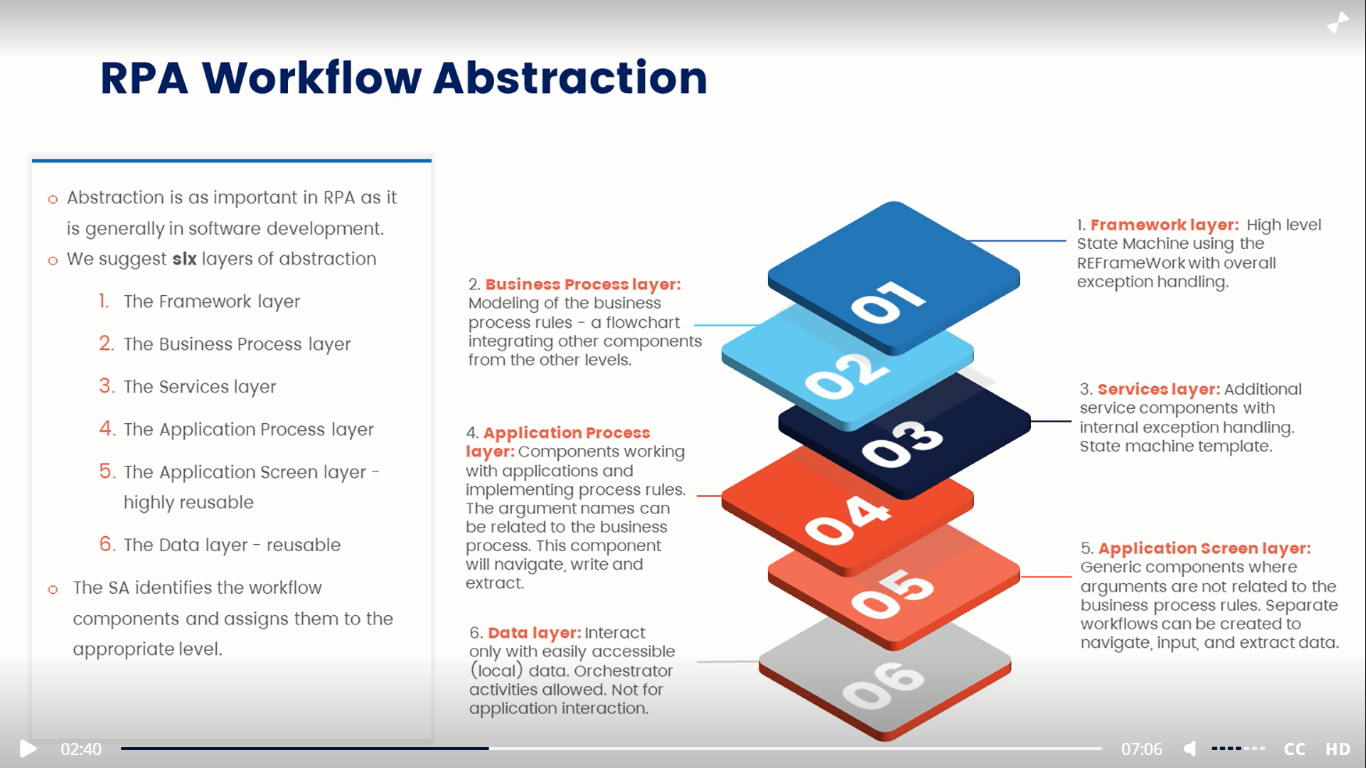 RPA Workflow Abstraction
Abstraction is as important in RPA as it
is generally in software development.
We suggest six layers of abstraction
1. The Framework layer
2. The Business Process layer
3. The Services layer
4. The Application Process layer
5. The Application Screen layer -
highly reusable
6. The Data layer - reusable
The SA identifies the workflow
components and assigns them to the
appropriate level.
1. Framework layer: High level
State Machine using the
REFrameWork with overall
exception handling.
2. Business Process layer:
Modeling of the business
process rules - a flowchart
integrating other components
from the other levels.
3. Services layer: Additional
service components with
internal exception handling.
State machine template.
4. Application Process
layer: Components working
with applications and
implementing process rules.
The argument names can
be related to the business
process. This component
will navigate, write and
extract.
5. Application Screen layer:
Generic components where
arguments are not related to the
business process rules. Separate
workflows can be created to
navigate, input, and extract data.
6. Data layer: Interact
only with easily accessible
(local) data. Orchestrator
activities allowed. Not for
application interaction.
01
02
03
04
05
06
02:40
07:06
CC
HD